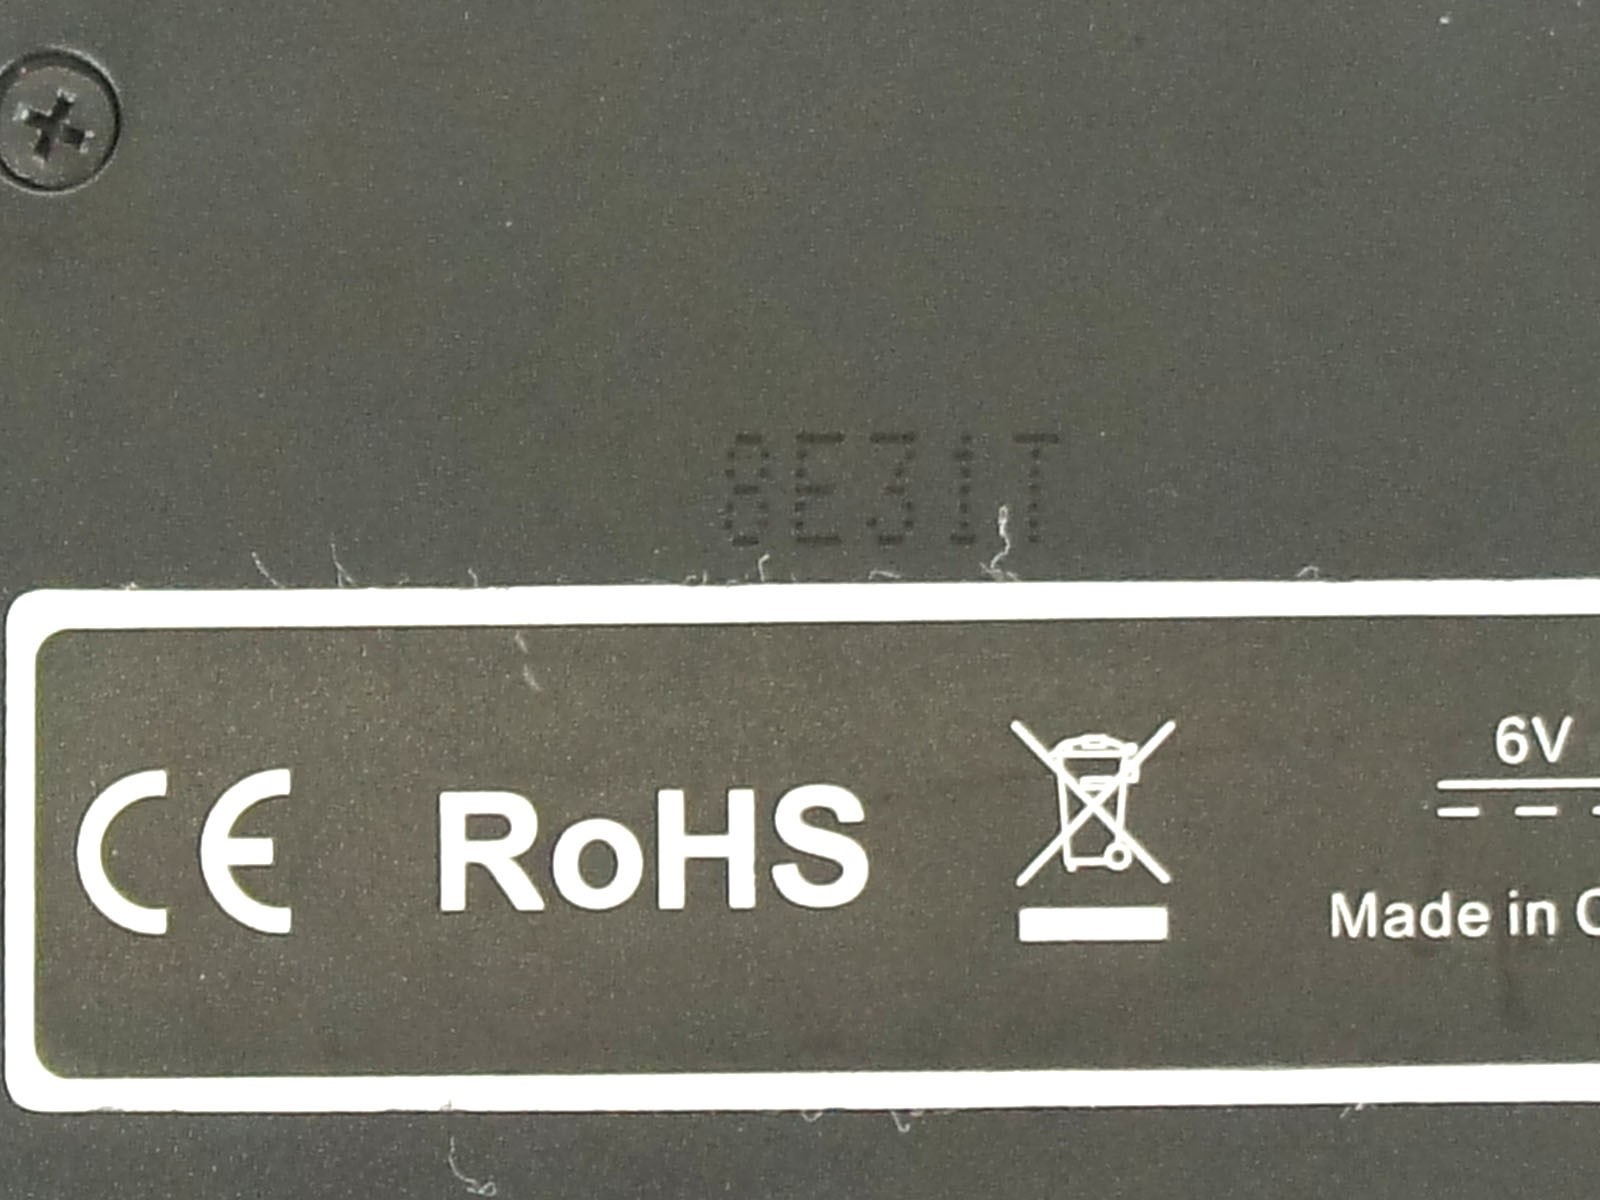 8E31T
CE RoHS
6V
Made in C